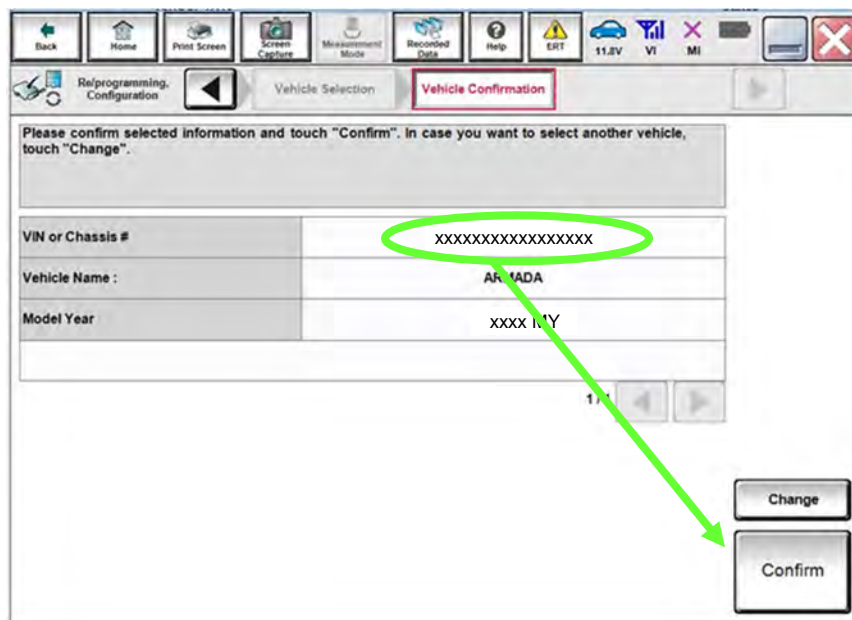 Back
Home
Print Screen
Screen
Capture
Measurement
Mode
Recorded
Data
Help
ERT
11.8V
VI
MI
Re/programming,
Configuration
Vehicle Selection
Vehicle Confirmation
Please confirm selected information and touch "Confirm". In case you want to select another vehicle,
touch "Change".
VIN or Chassis #
xxxxxxxxxxxxxxxxx
Vehicle Name :
ARMADA
Model Year
xxxx MY
1/1
Change
Confirm